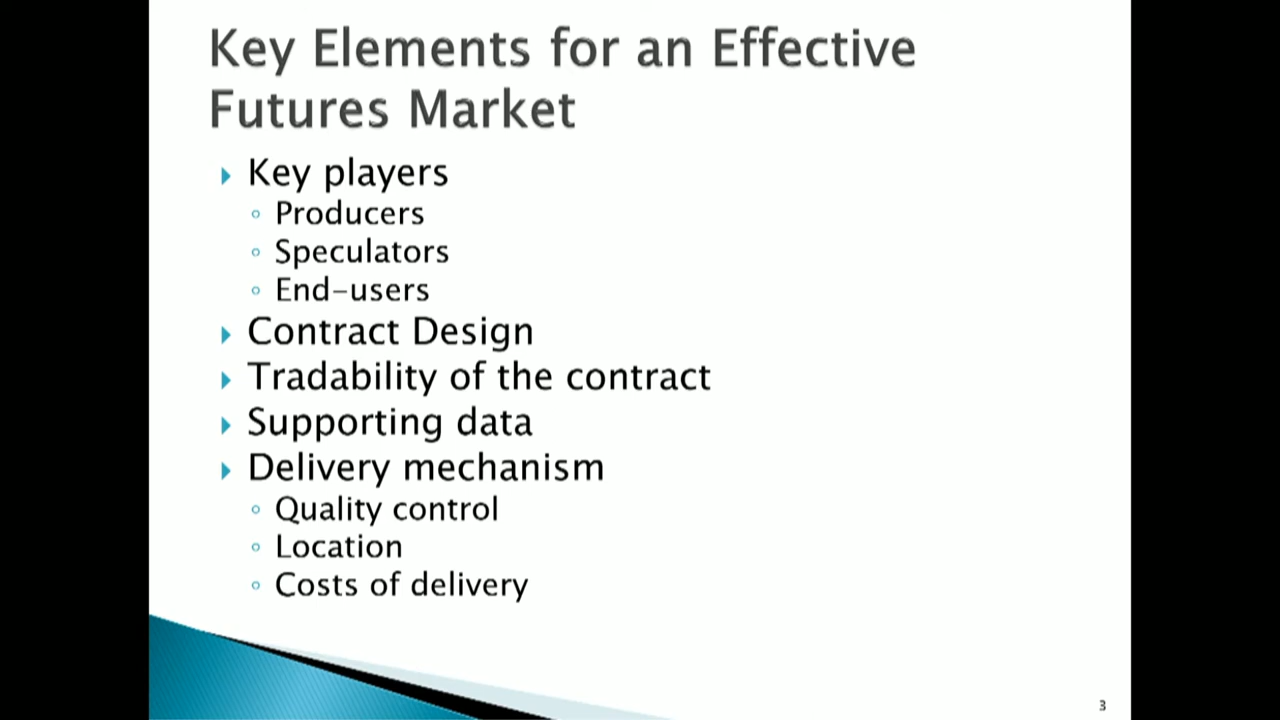 Key Elements for an Effective
Futures Market
Key players
Producers
Speculators
End-users
Contract Design
Tradability of the contract
Supporting data
Delivery mechanism
Quality control
Location
Costs of delivery
3